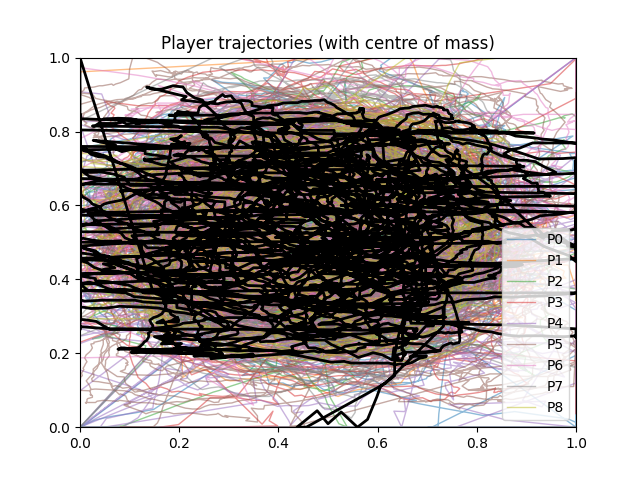 Player trajectories (with centre of mass)
1.0
0.8
0.6
0.4
0.2
0.0
0.0 0.2 0.4 0.6 0.8 1.0
P0
P1
P2
P3
P4
P5
P6
P7
P8